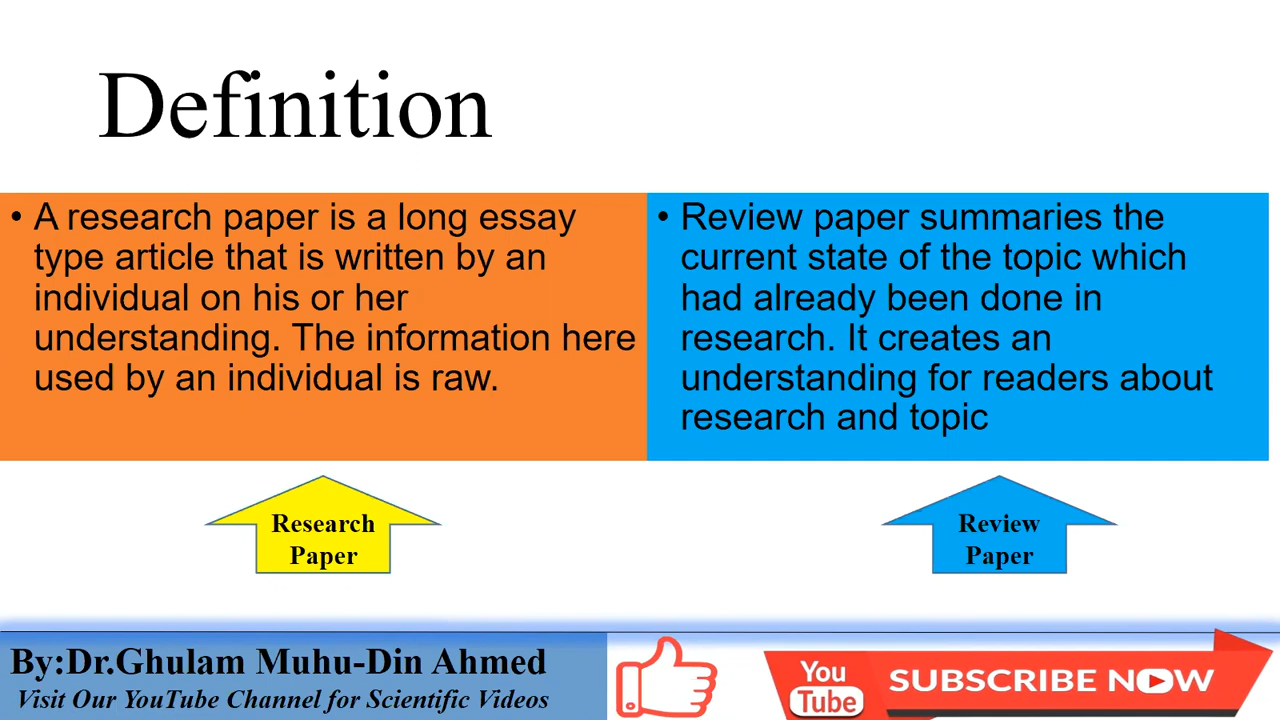 Definition
• A research paper is a long essay
type article that is written by an
individual on his or her
understanding. The information here
used by an individual is raw.
• Review paper summaries the
current state of the topic which
had already been done in
research. It creates an
understanding for readers about
research and topic
Research
Paper
Review
Paper
By:Dr.Ghulam Muhu-Din Ahmed
Visit Our YouTube Channel for Scientific Videos
You
Tube
SUBSCRIBE NOW